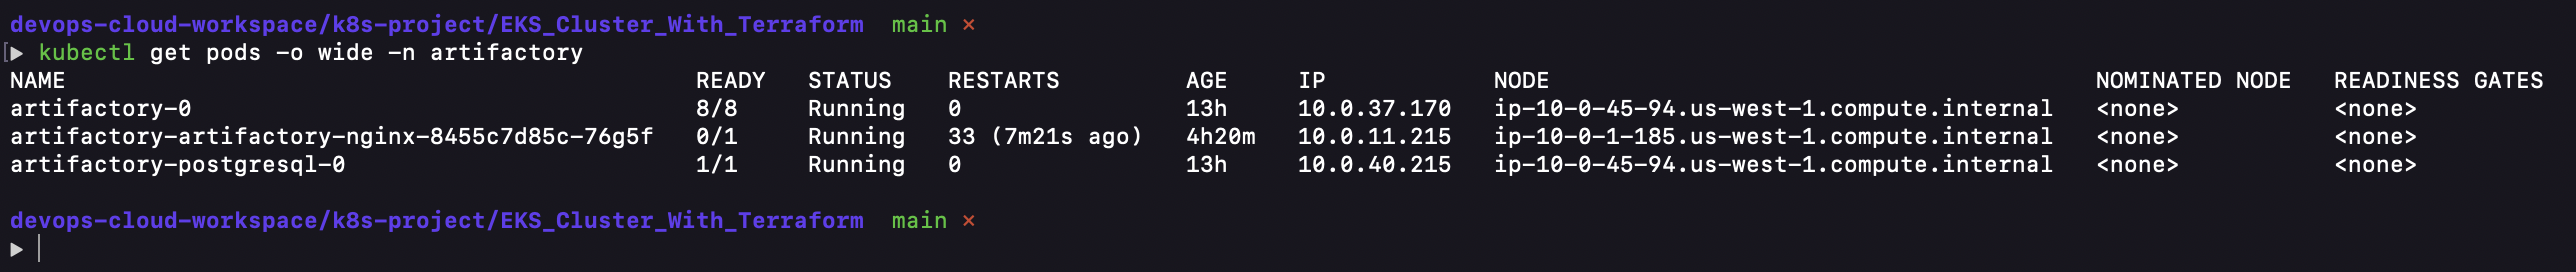 devops-cloud-workspace/k8s-project/EKS_Cluster_With_Terraform  main ×
[▶ kubectl get pods -o wide -n artifactory
NAME  READY  STATUS  RESTARTS  AGE  IP  NODE  NOMINATED NODE  READINESS GATES
artifactory-0  8/8  Running  0  13h  10.0.37.170  ip-10-0-45-94.us-west-1.compute.internal  <none>  <none>
artifactory-artifactory-nginx-8455c7d85c-76g5f  0/1  Running  33 (7m21s ago)  4h20m  10.0.11.215  ip-10-0-1-185.us-west-1.compute.internal  <none>  <none>
artifactory-postgresql-0  1/1  Running  0  13h  10.0.40.215  ip-10-0-45-94.us-west-1.compute.internal  <none>  <none>
devops-cloud-workspace/k8s-project/EKS_Cluster_With_Terraform  main ×
▶